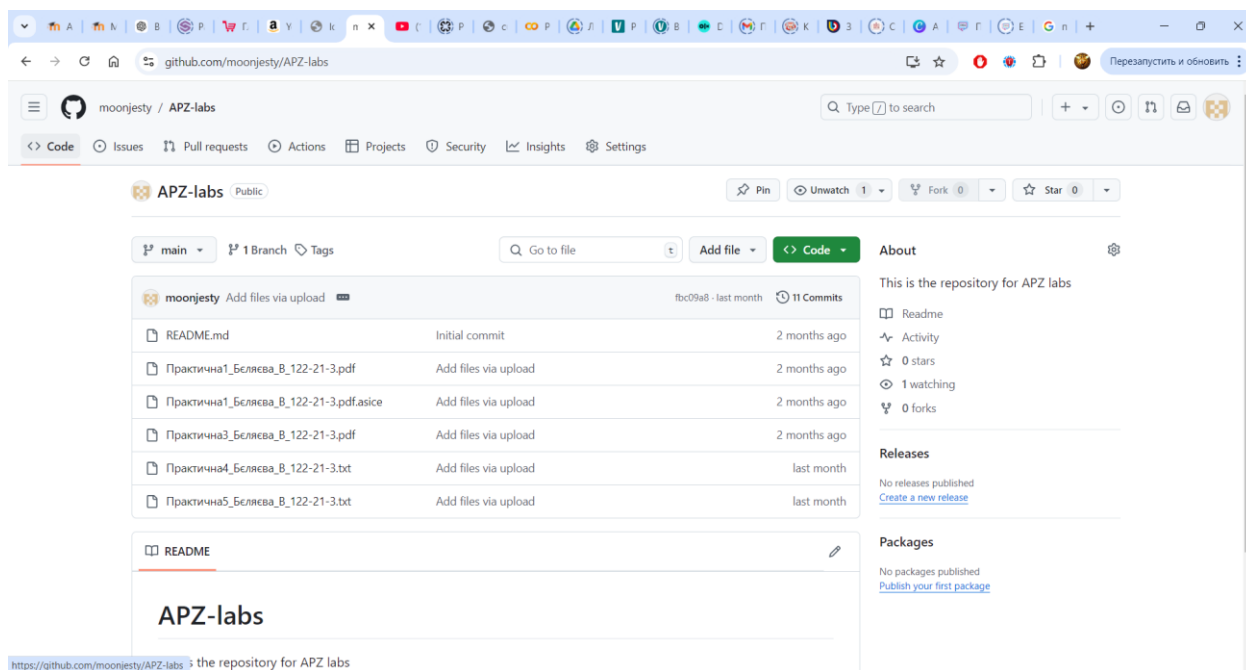 github.com/moonjesty/APZ-labs
Перезапустить и обновить
moonjesty / APZ-labs
Type / to search
Code Issues Pull requests Actions Projects Security Insights Settings
APZ-labs Public
Pin Unwatch 1 Fork 0 Star 0
main 1 Branch Tags Go to file t Add file Code
moonjesty Add files via upload fbc09a8 · last month 11 Commits
README.md Initial commit 2 months ago
Практична1_Бєляєва_В_122-21-3.pdf Add files via upload 2 months ago
Практична1_Бєляєва_В_122-21-3.pdf.asice Add files via upload 2 months ago
Практична3_Бєляєва_В_122-21-3.pdf Add files via upload 2 months ago
Практична4_Бєляєва_В_122-21-3.txt Add files via upload last month
Практична5_Бєляєва_В_122-21-3.txt Add files via upload last month
README
APZ-labs
s the repository for APZ labs
About
This is the repository for APZ labs
Readme
Activity
0 stars
1 watching
0 forks
Releases
No releases published
Create a new release
Packages
No packages published
Publish your first package
https://github.com/moonjesty/APZ-labs